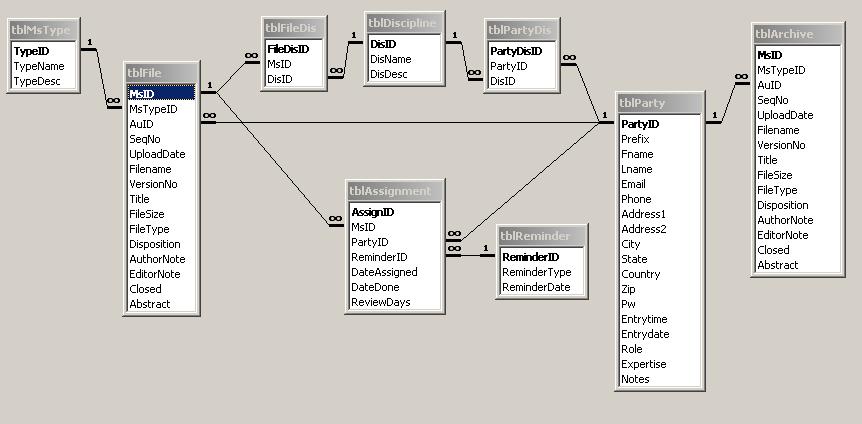 tblMsType
TypeID
TypeName
TypeDesc
1
∞
tblFile
MsID
MsTypeID
AuID
SeqNo
UploadDate
Filename
VersionNo
Title
FileSize
FileType
Disposition
AuthorNote
EditorNote
Closed
Abstract
1
∞
∞
tblFileDis
FileDisID
MsID
DisID
∞
1
tblDiscipline
DisID
DisName
DisDesc
1
∞
tblPartyDis
PartyDisID
PartyID
DisID
∞
tblAssignment
AssignID
MsID
PartyID
ReminderID
DateAssigned
DateDone
ReviewDays
∞
∞
∞
1
tblReminder
ReminderID
ReminderType
ReminderDate
1
tblParty
PartyID
Prefix
Fname
Lname
Email
Phone
Address1
Address2
City
State
Country
Zip
Pw
Entrytime
Entrydate
Role
Expertise
Notes
1
∞
tblArchive
MsID
MsTypeID
AuID
SeqNo
UploadDate
Filename
VersionNo
Title
FileSize
FileType
Disposition
AuthorNote
EditorNote
Closed
Abstract